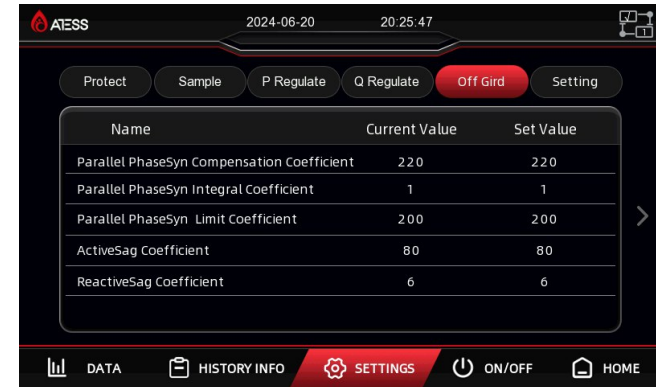 ATESS 2024-06-20 20:25:47
1
Protect Sample P Regulate Q Regulate Off Gird Setting
Name Current Value Set Value
Parallel PhaseSyn Compensation Coefficient 220 220
Parallel PhaseSyn Integral Coefficient 1 1
Parallel PhaseSyn Limit Coefficient 200 200
ActiveSag Coefficient 80 80
ReactiveSag Coefficient 6 6
DATA HISTORY INFO SETTINGS ON/OFF HOME